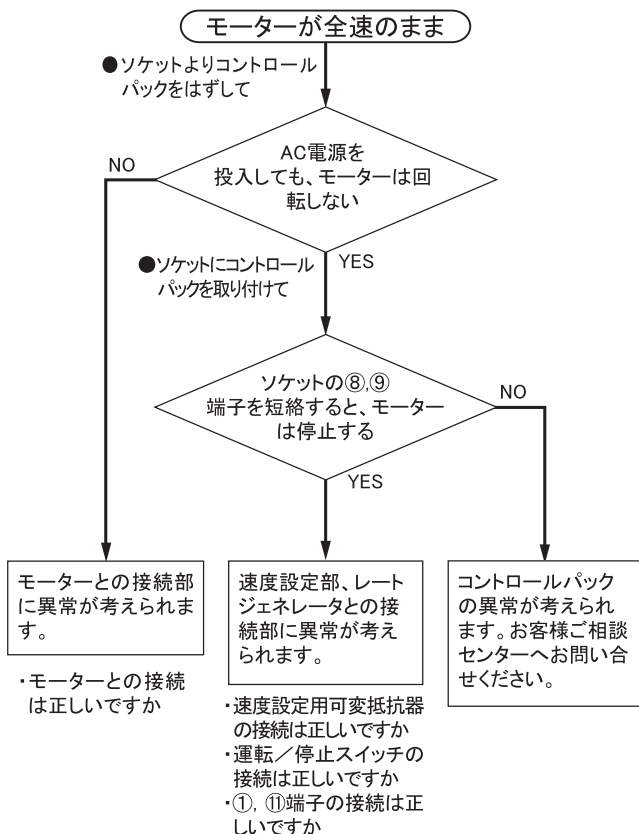 モーターが全速のまま
●ソケットよりコントロール
パックをはずして
AC電源を
投入しても、モーターは回
転しない
NO
YES
●ソケットにコントロール
パックを取り付けて
ソケットの⑧,⑨
端子を短絡すると、モーター
は停止する
NO
YES
モーターとの接続部
に異常が考えられま
す。
・モーターとの接続
は正しいですか
速度設定部、レート
ジェネレータとの接
続部に異常が考え
られます。
・速度設定用可変抵抗器
の接続は正しいですか
・運転／停止スイッチの
接続は正しいですか
・①, ⑪端子の接続は正
しいですか
コントロールパック
の異常が考えられ
ます。お客様ご相談
センターへお問い合
せください。